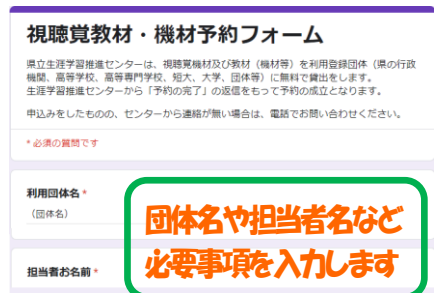 視聴覚教材・機材予約フォーム
県立生涯学習推進センターは、視聴覚機材及び教材（機材等）を利用登録団体（県の行政
機関、高等学校、高等専門学校、短大、大学、団体等）に無料で貸出をします。
生涯学習推進センターから「予約の完了」の返信をもって予約の成立となります。
申込みをしたものの、センターから連絡が無い場合は、電話でお問い合わせください。
* 必須の質問です
利用団体名 *
（団体名）
団体名や担当者名など
必要事項を入力します
担当者お名前 *